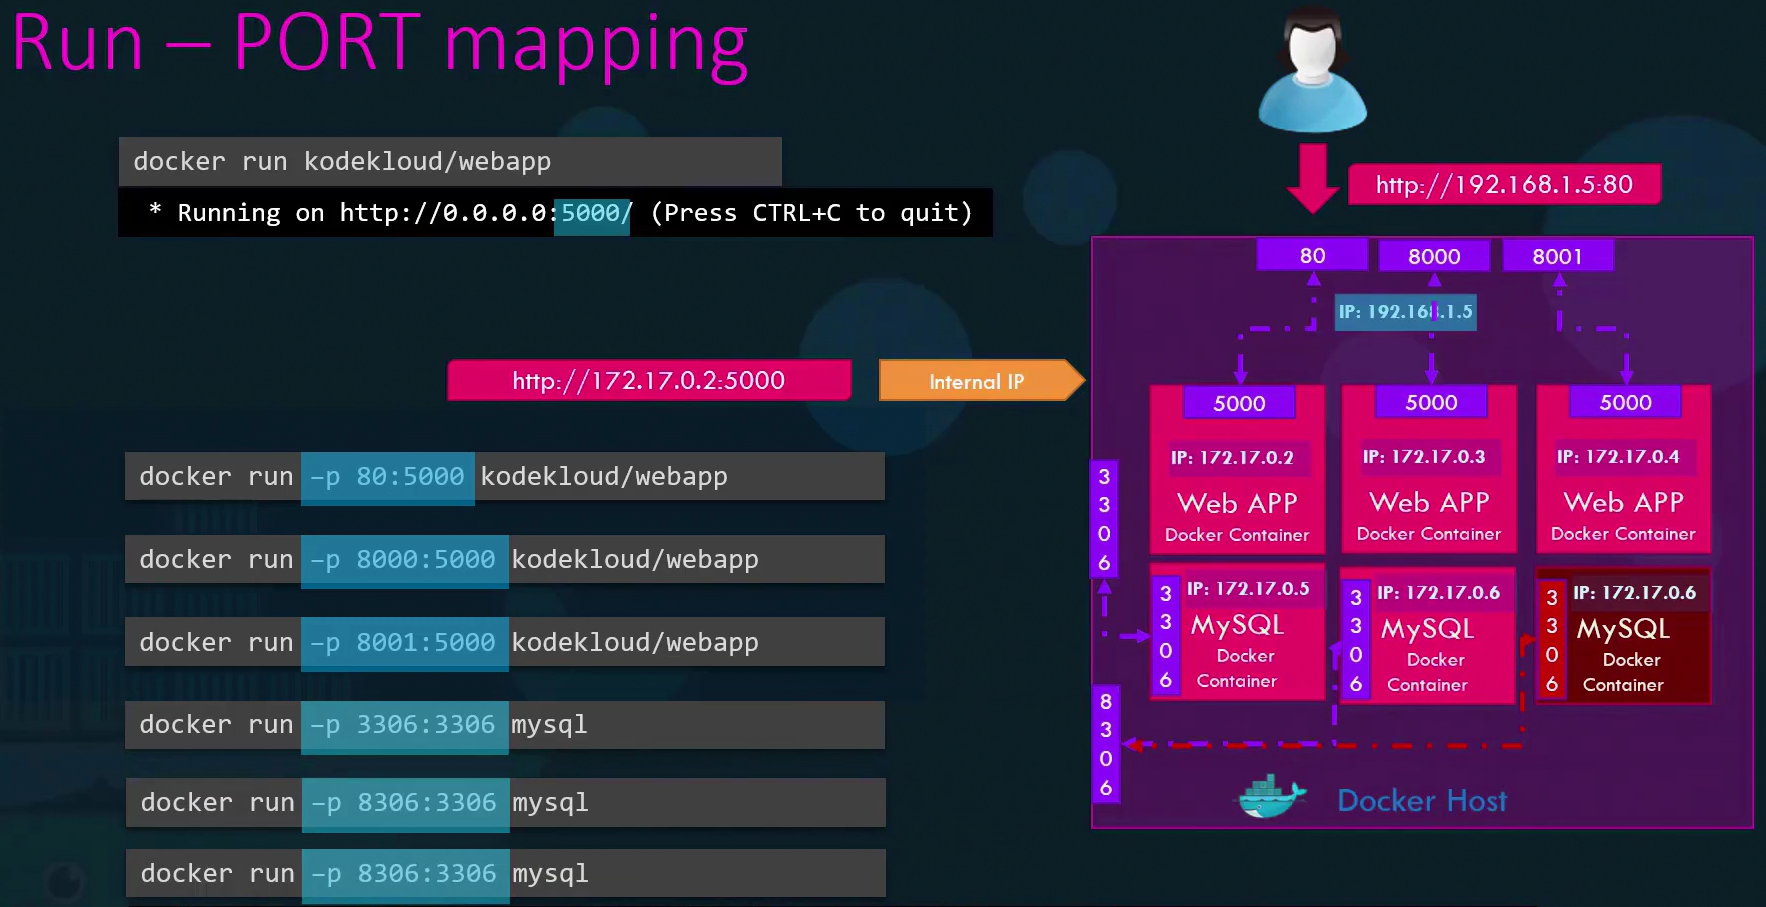 Run – PORT mapping
docker run kodekloud/webapp
* Running on http://0.0.0.0:5000/ (Press CTRL+C to quit)
http://172.17.0.2:5000
Internal IP
docker run –p 80:5000 kodekloud/webapp
docker run –p 8000:5000 kodekloud/webapp
docker run –p 8001:5000 kodekloud/webapp
docker run –p 3306:3306 mysql
docker run –p 8306:3306 mysql
docker run –p 8306:3306 mysql
http://192.168.1.5:80
80
8000
8001
IP: 192.168.1.5
5000
IP: 172.17.0.2
Web APP
Docker Container
5000
IP: 172.17.0.3
Web APP
Docker Container
5000
IP: 172.17.0.4
Web APP
Docker Container
3306
3306
IP: 172.17.0.5
MySQL
Docker
Container
3306
IP: 172.17.0.6
MySQL
Docker
Container
3306
IP: 172.17.0.6
MySQL
Docker
Container
8306
Docker Host